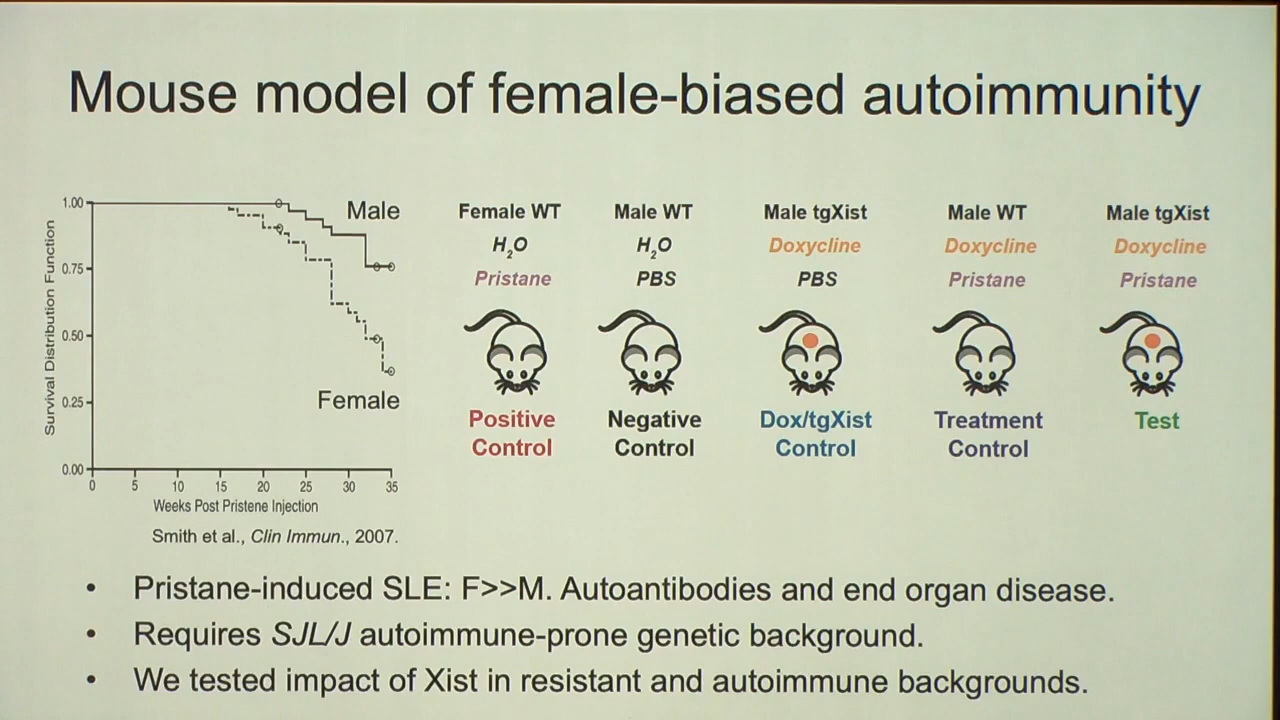 Mouse model of female-biased autoimmunity
Survival Distribution Function
1.00
0.75
0.50
0.25
0.00
0 5 10 15 20 25 30 35
Male
Female
Weeks Post Pristene Injection
Smith et al., Clin Immun., 2007.
Female WT
H2O
Pristane
Positive
Control
Male WT
H2O
PBS
Negative
Control
Male tgXist
Doxycline
PBS
Dox/tgXist
Control
Male WT
Doxycline
Pristane
Treatment
Control
Male tgXist
Doxycline
Pristane
Test
• Pristane-induced SLE: F>>M. Autoantibodies and end organ disease.
• Requires SJL/J autoimmune-prone genetic background.
• We tested impact of Xist in resistant and autoimmune backgrounds.